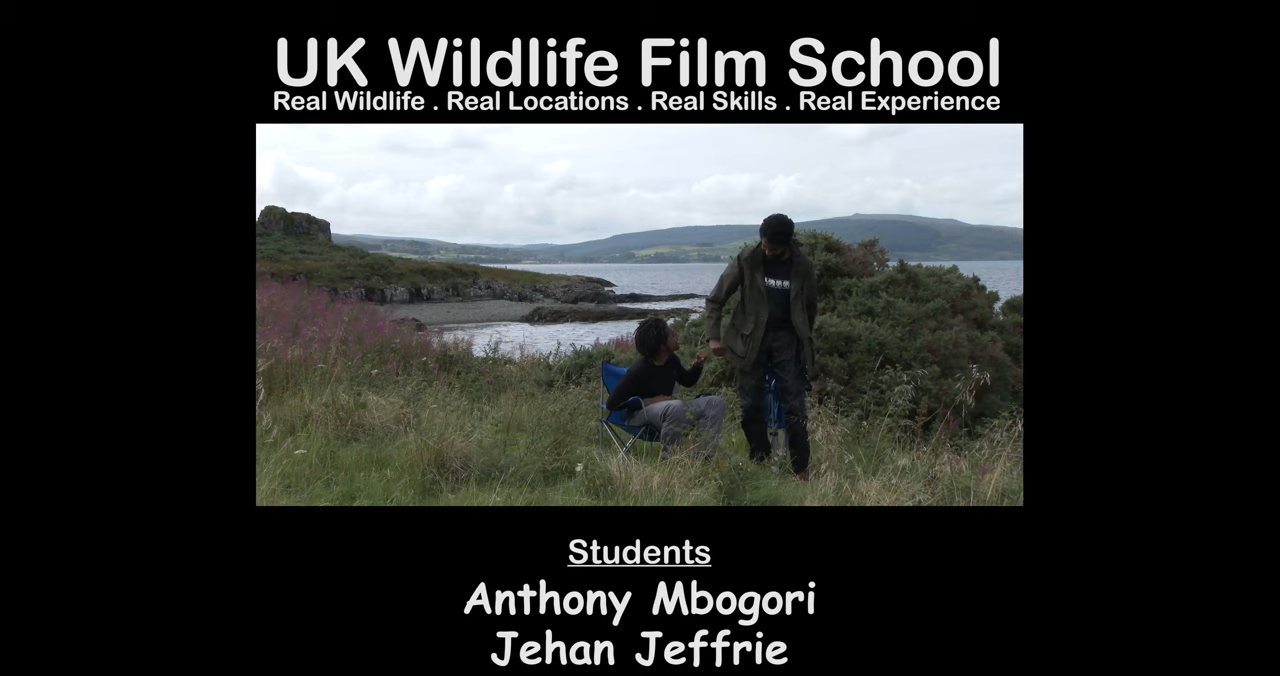 UK Wildlife Film School
Real Wildlife . Real Locations . Real Skills . Real Experience
Students
Anthony Mbogori
Jehan Jeffrie